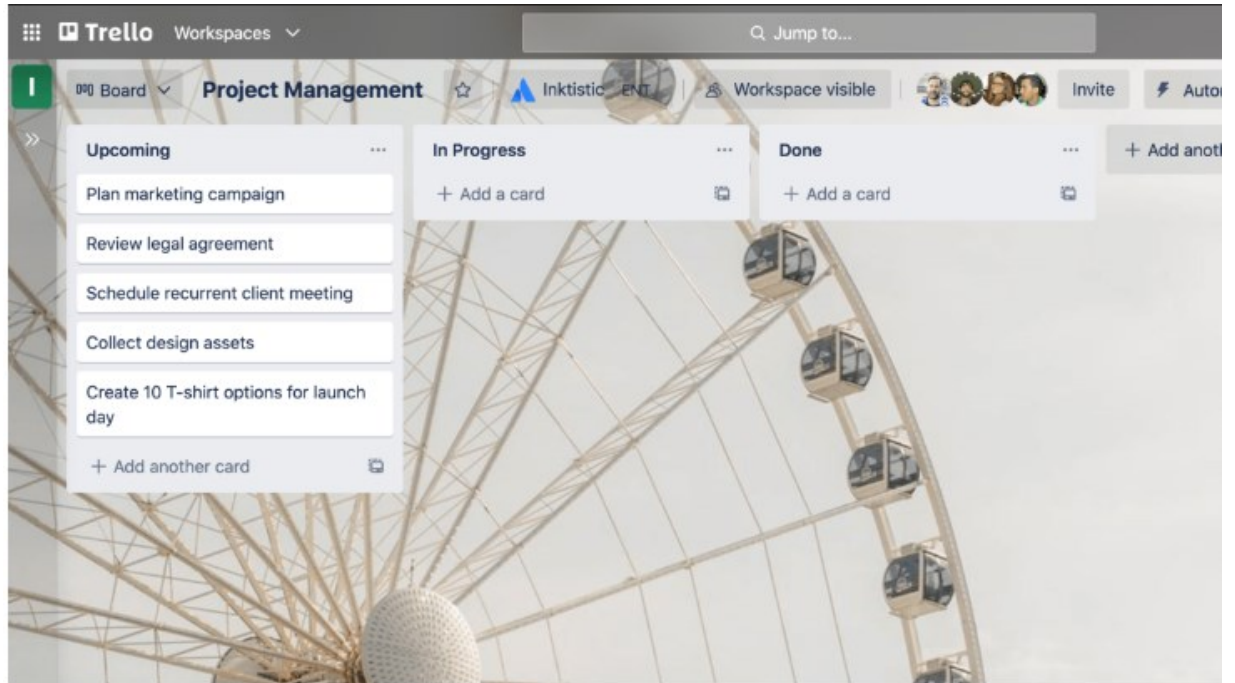 Trello Workspaces
Jump to...
I
Board Project Management Inktistic ENT Workspace visible Invite
Upcoming
Plan marketing campaign
Review legal agreement
Schedule recurrent client meeting
Collect design assets
Create 10 T-shirt options for launch
day
+ Add another card
In Progress
+ Add a card
Done
+ Add a card
+ Add